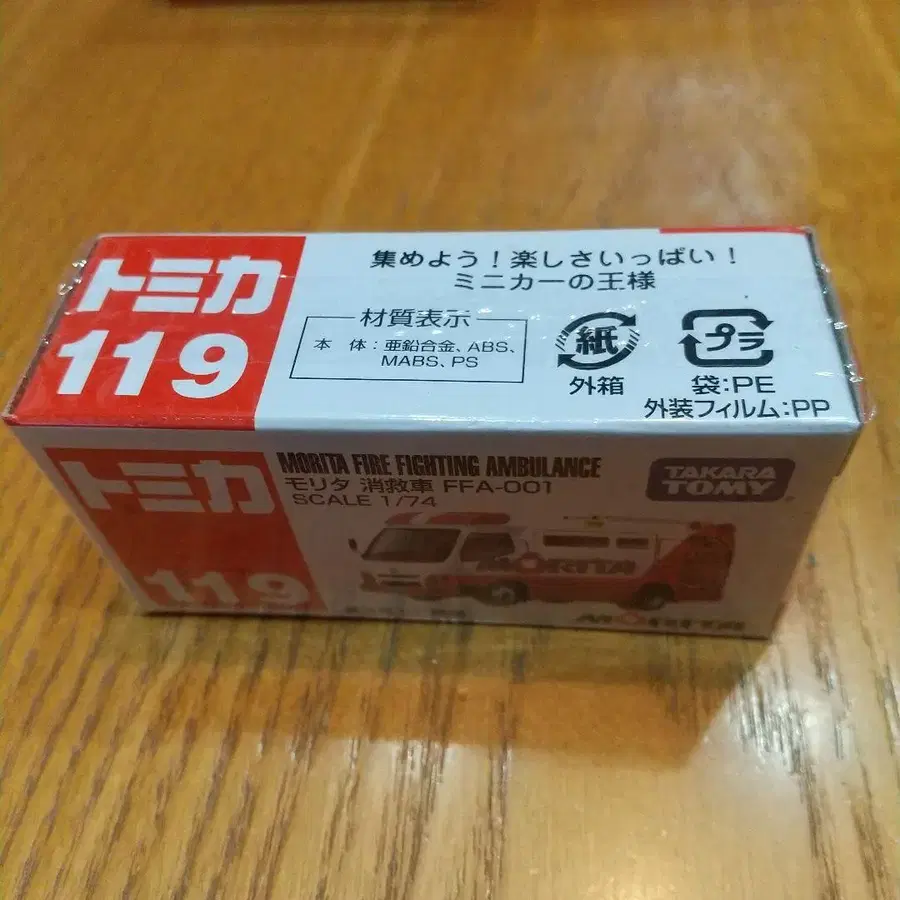 トミカ
119
集めよう！楽しさいっぱい！
ミニカーの王様
材質表示
本 体：亜鉛合金、ABS、
MABS、PS
紙
外箱
プラ
袋:PE
外装フィルム:PP
トミカ
119
MORITA FIRE FIGHTING AMBULANCE
モリタ 消救車 FFA-001
SCALE 1/74
TAKARA
TOMY
MORITA
MORITA